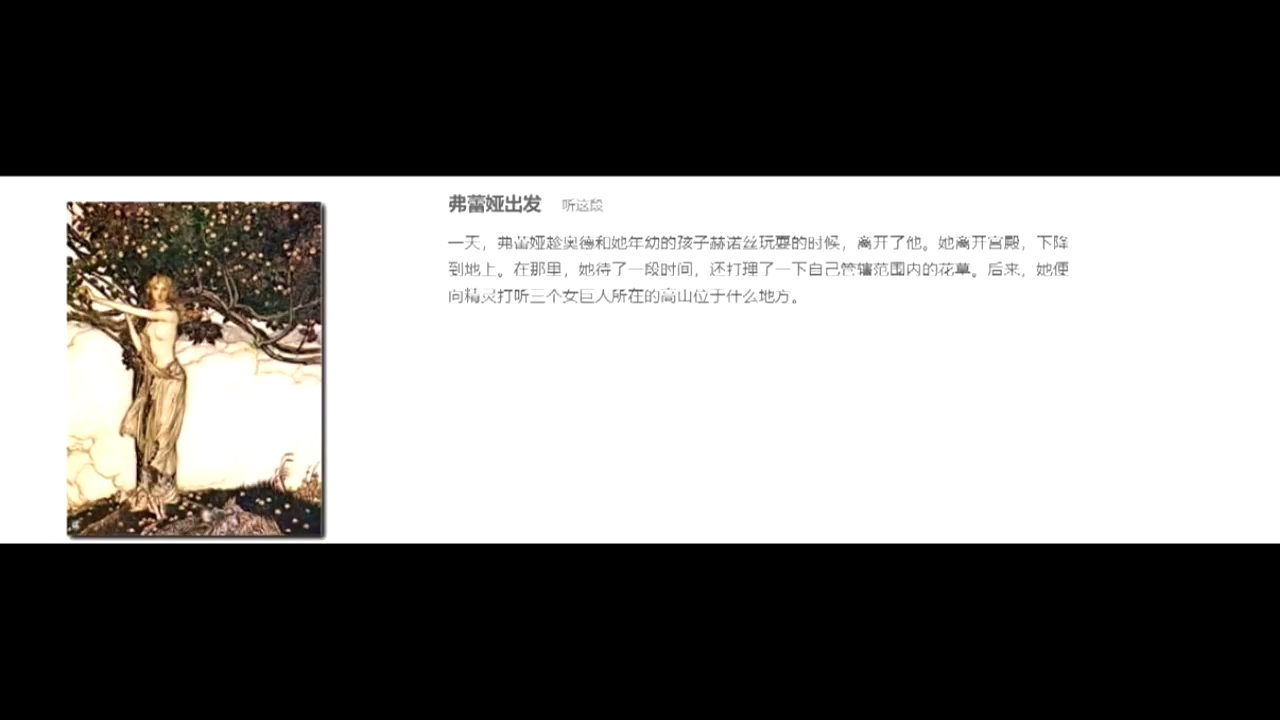 弗蕾娅出发 听这段
一天，弗蕾娅趁奥德和她年幼的孩子赫诺丝玩耍的时候，离开了他。她离开宫殿，下降
到地上。在那里，她待了一段时间，还打理了一下自己管辖范围内的花草。后来，她便
向精灵打听三个女巨人所在的高山位于什么地方。